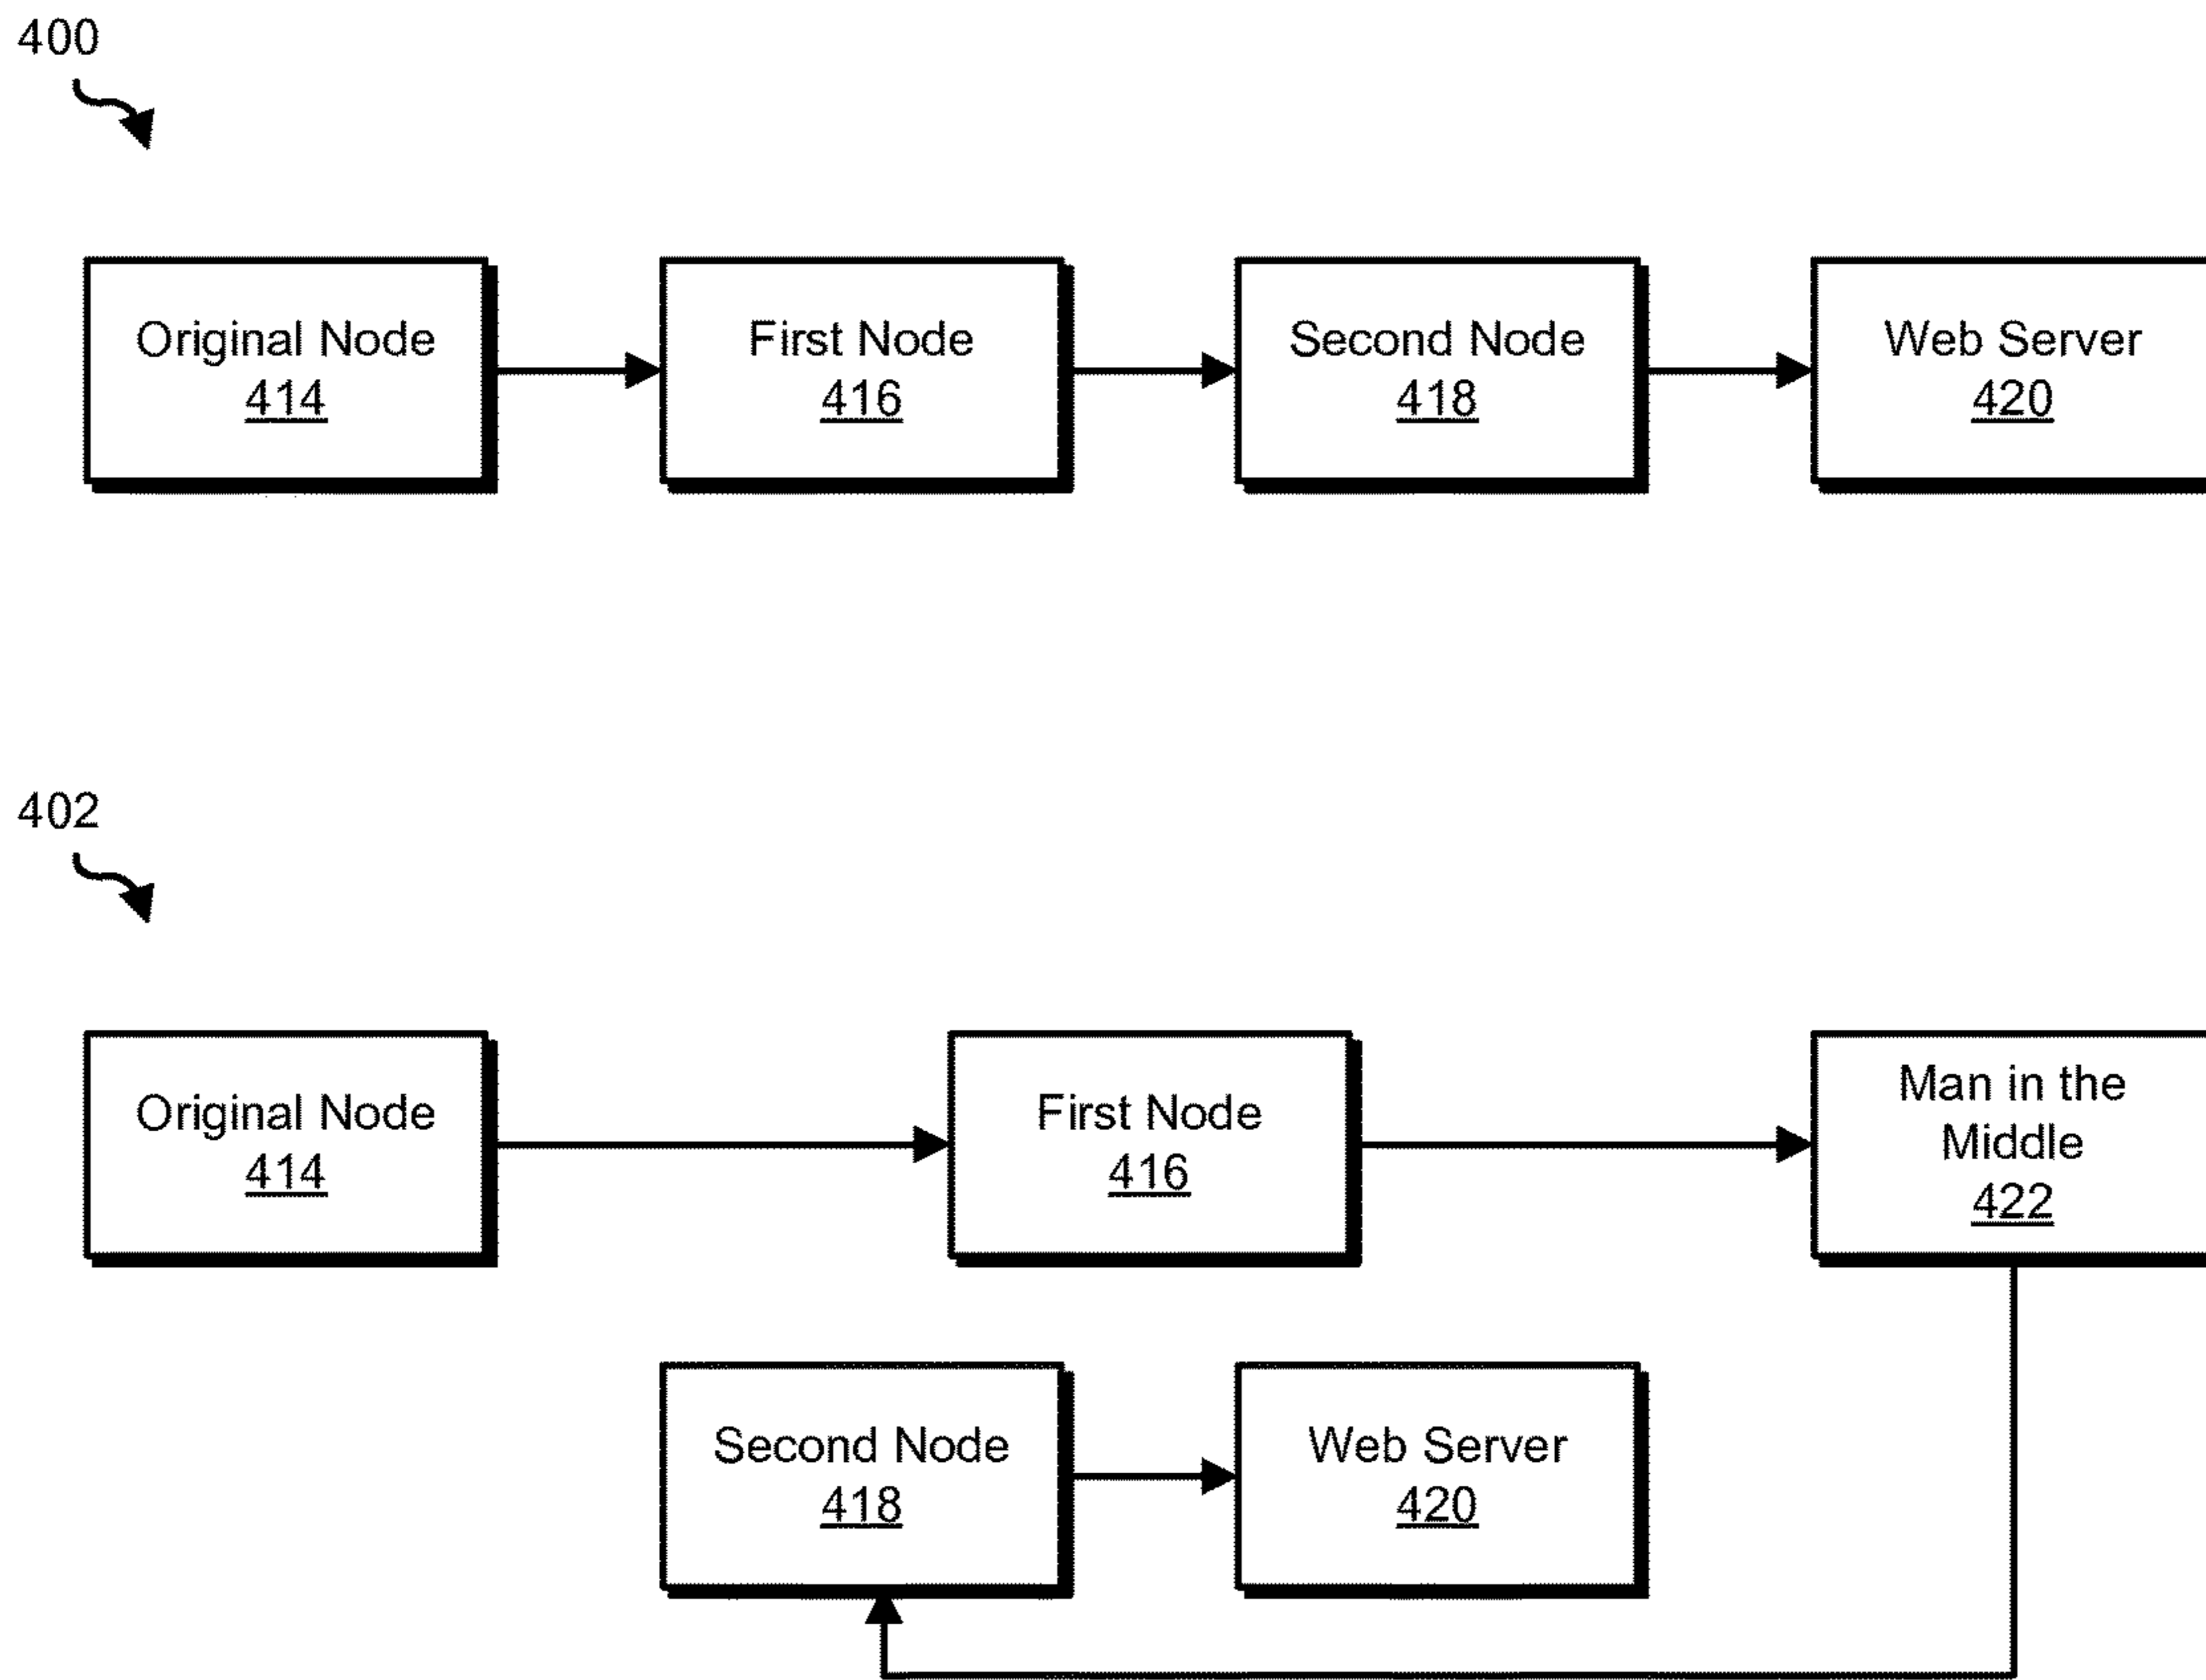 400
Original Node
414
First Node
416
Second Node
418
Web Server
420
402
Original Node
414
First Node
416
Man in the
Middle
422
Second Node
418
Web Server
420